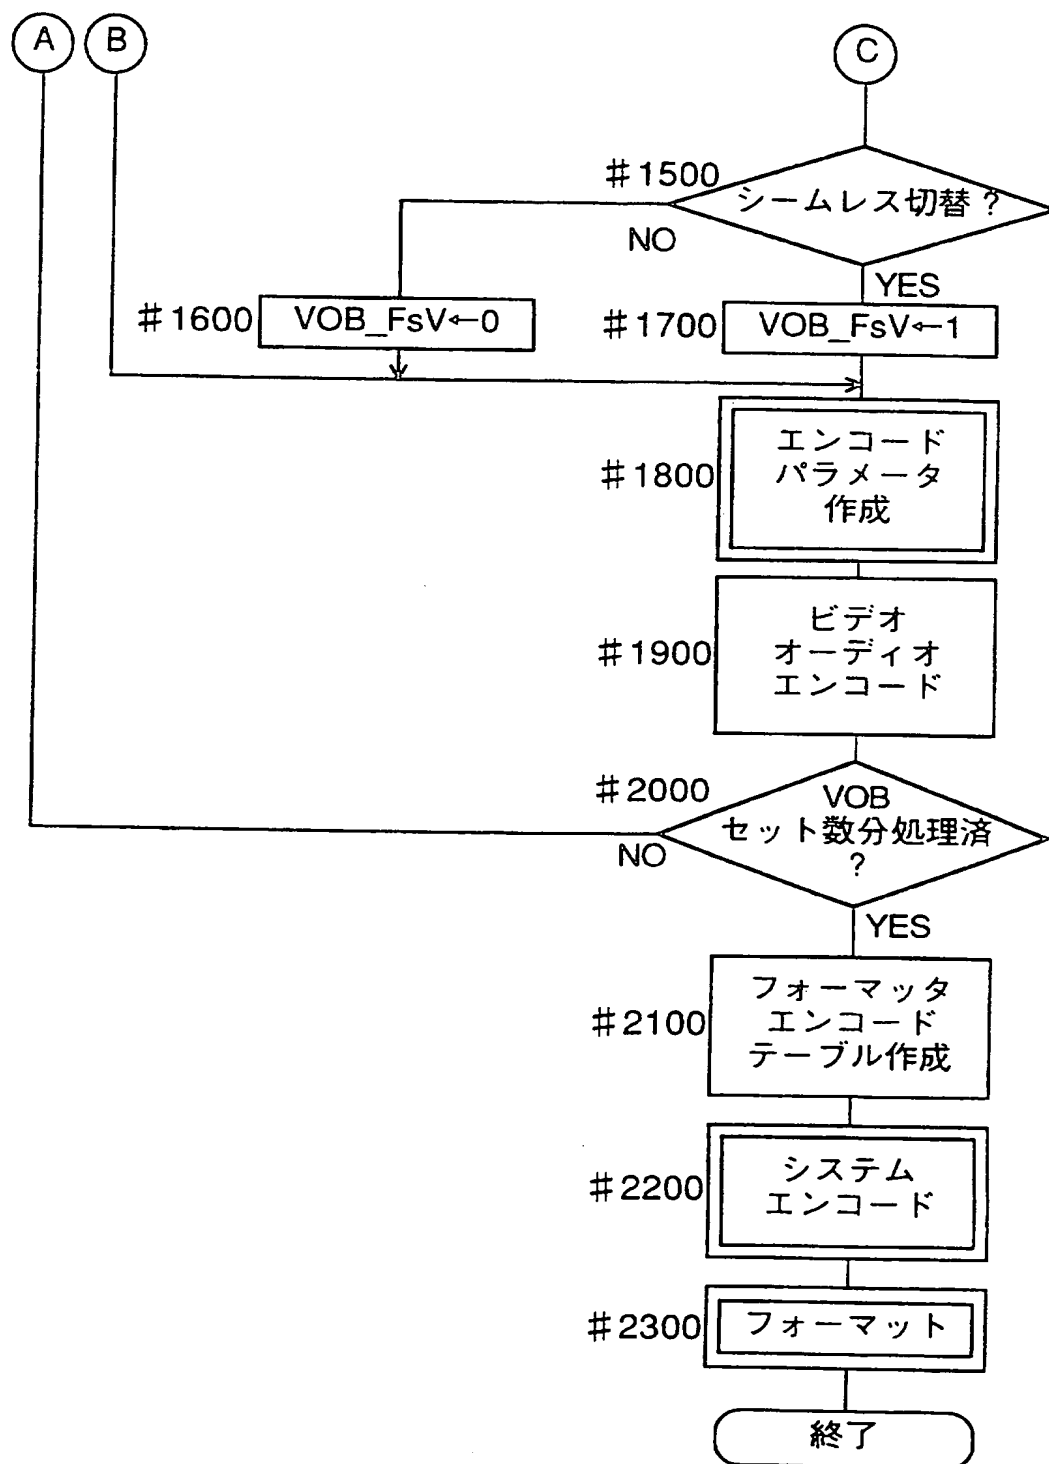 A B C
#1500
シームレス切替?
NO
YES
#1600 VOB_FsV←0
#1700 VOB_FsV←1
#1800
エンコード
パラメータ
作成
#1900
ビデオ
オーディオ
エンコード
#2000
VOB
セット数分処理済
?
NO
YES
#2100
フォーマッタ
エンコード
テーブル作成
#2200
システム
エンコード
#2300
フォーマット
終了